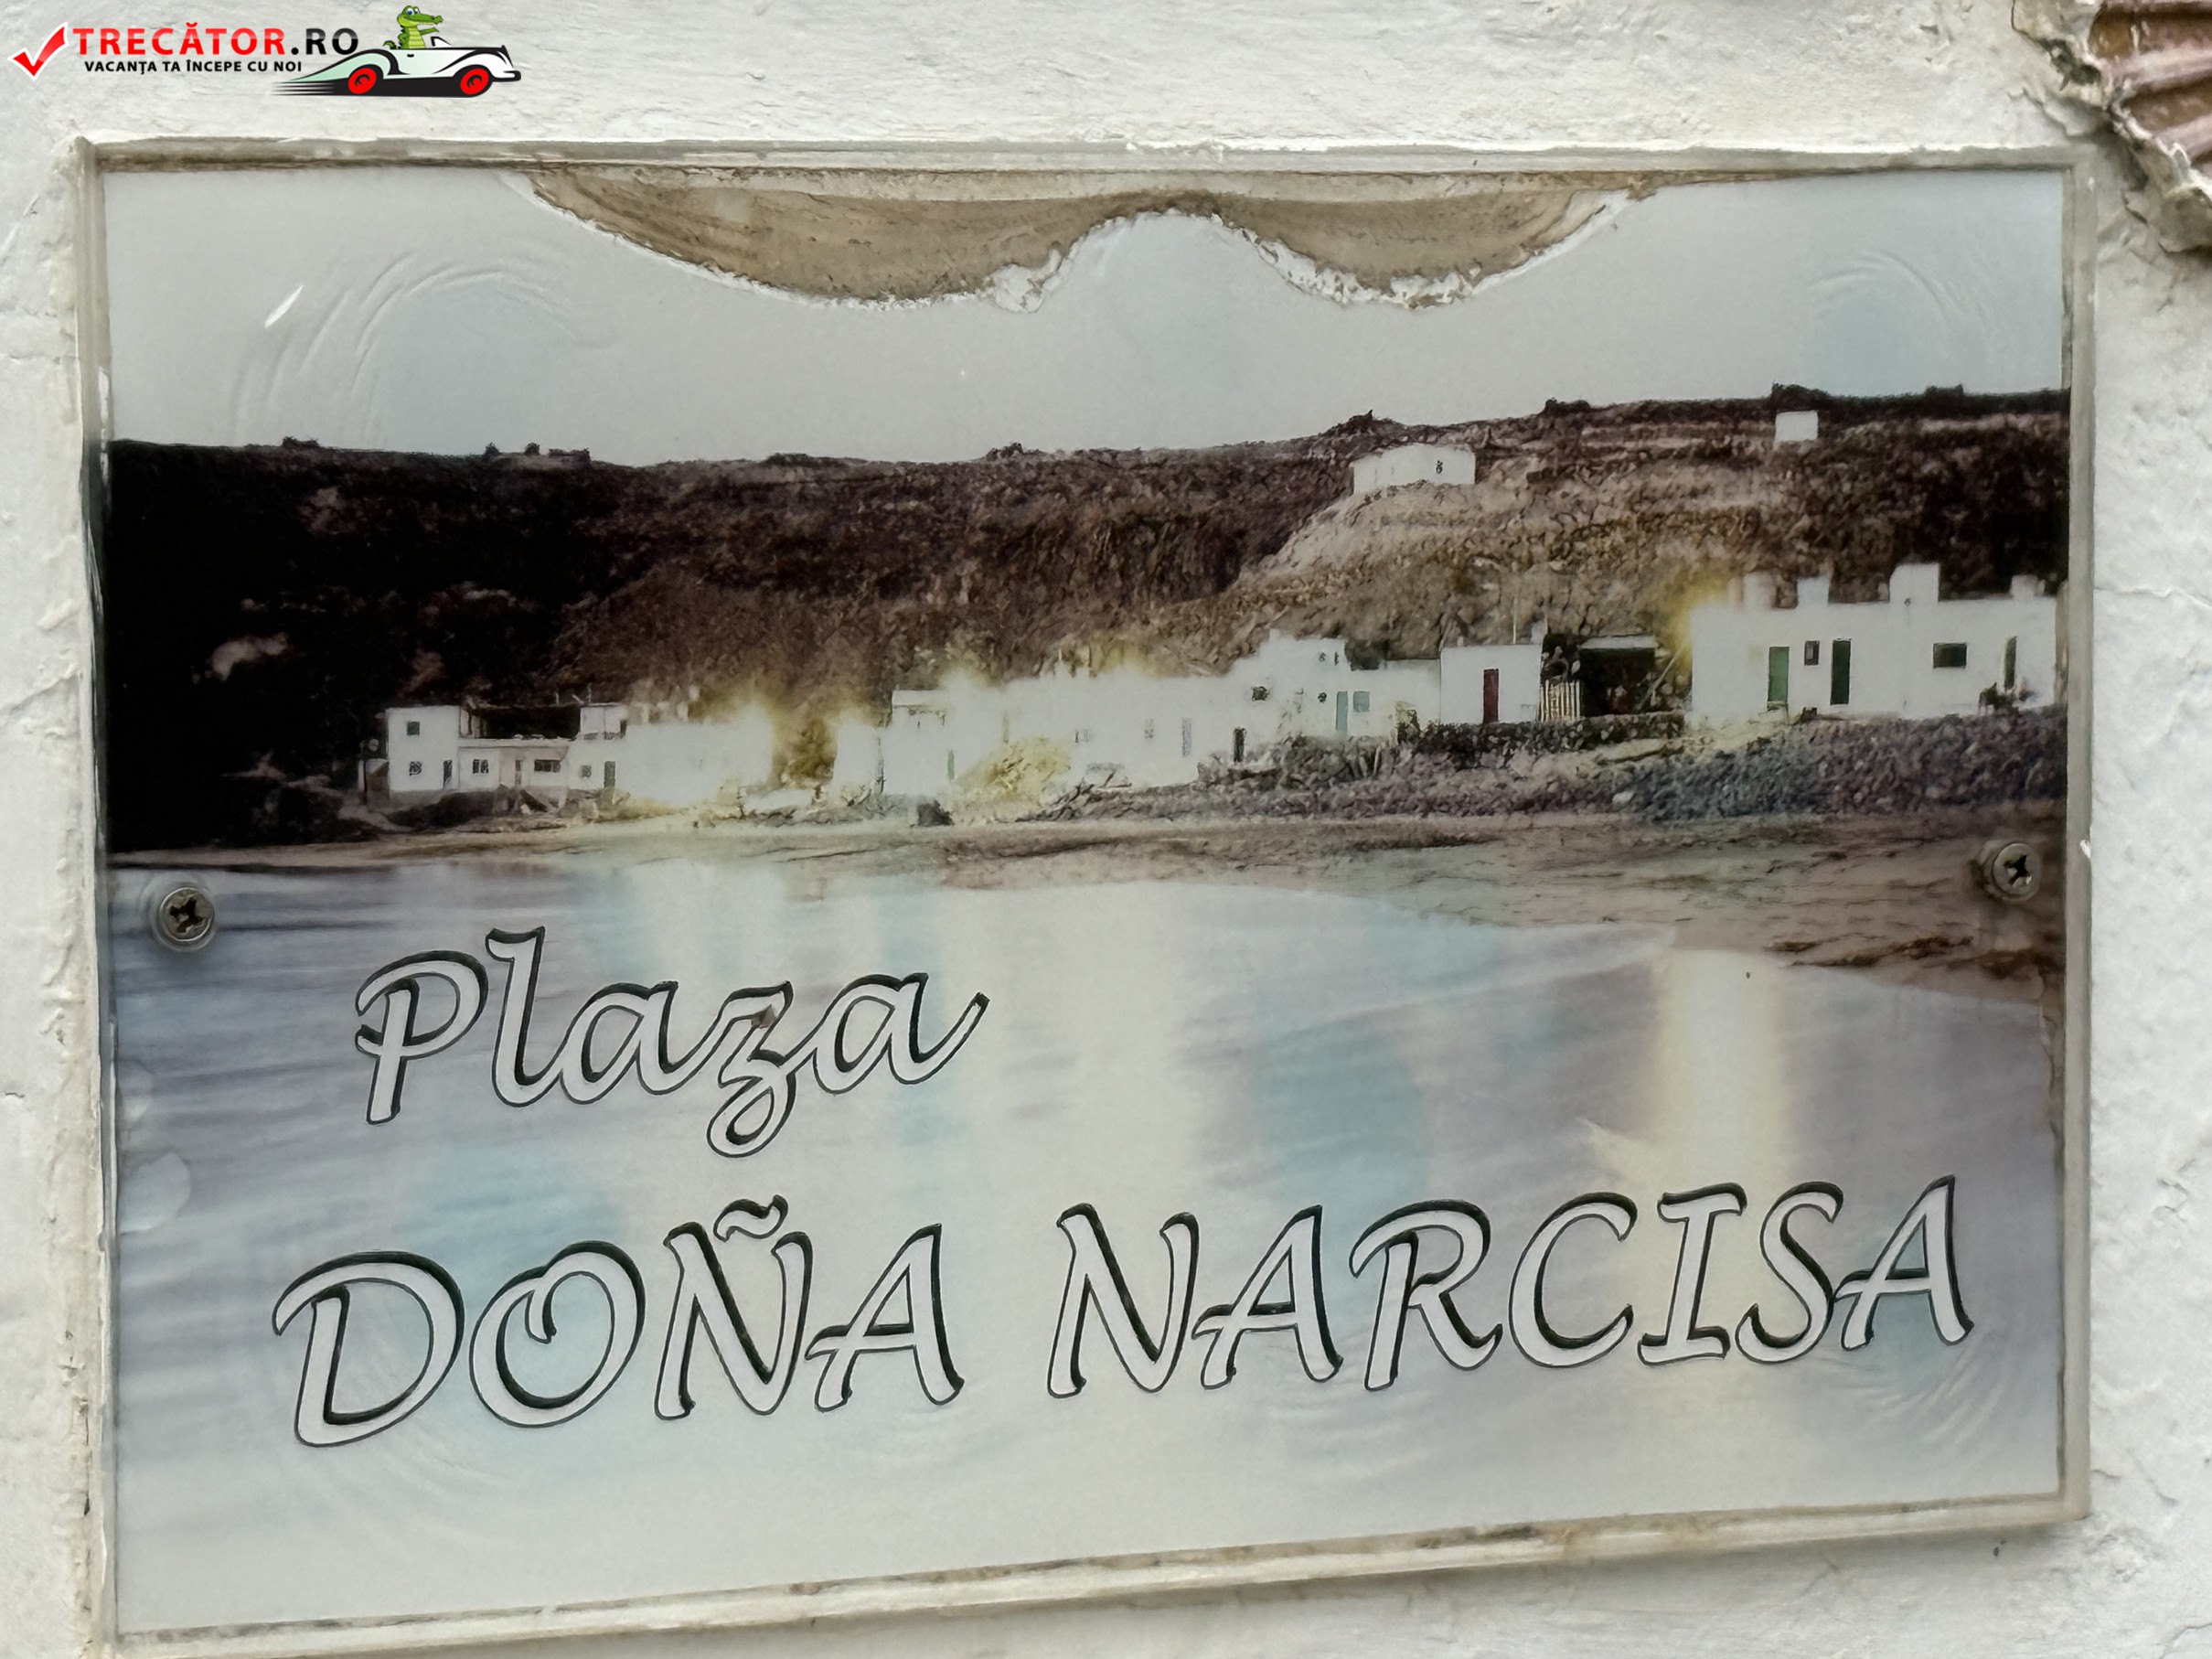 TRECĂTOR.RO
VACANȚA TA ÎNCEPE CU NOI
Plaza
DOÑA NARCISA